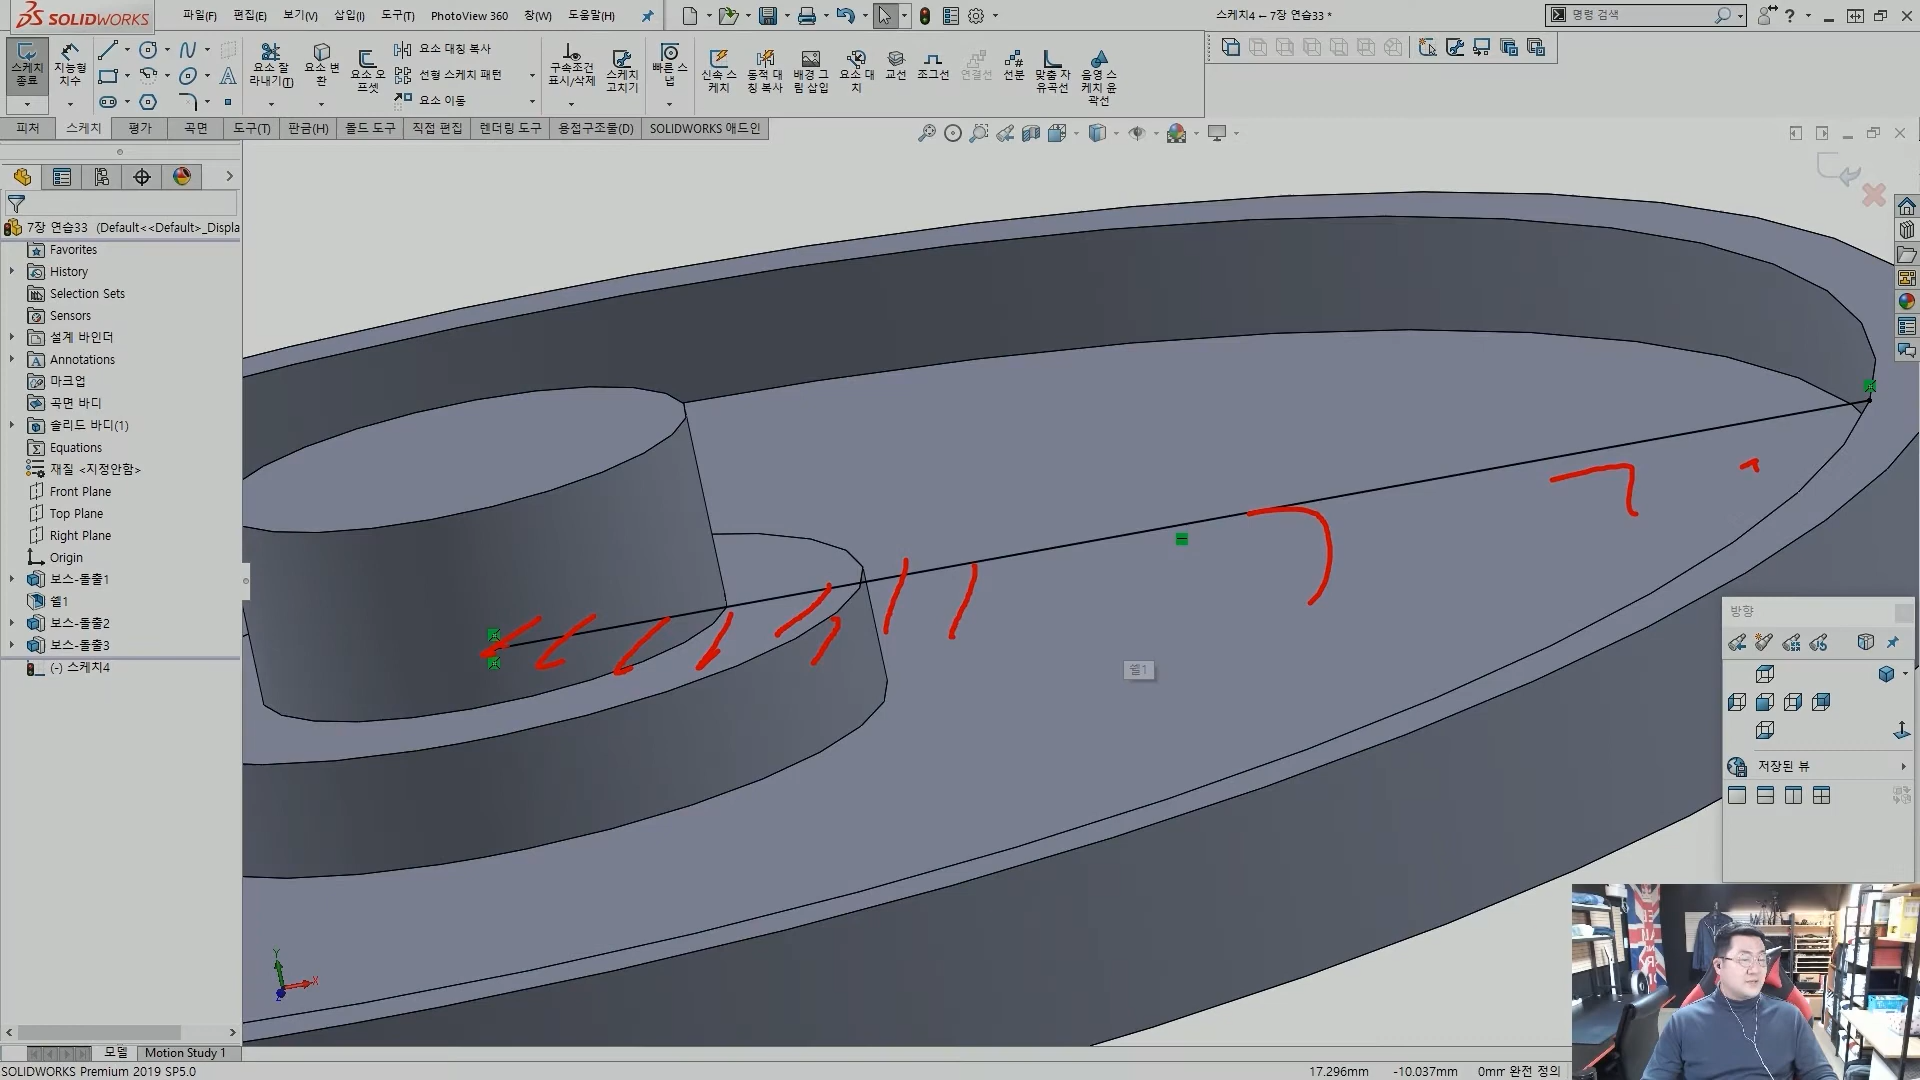 SOLIDWORKS
파일(F) 편집(E) 보기(V) 삽입(I) 도구(T) PhotoView 360 창(W) 도움말(H)
스케치4 ← 7장 연습33 *
명령 검색
스케치 종료
지능형 치수
요소 잘라내기(T)
요소 변환
요소 오프셋
요소 대칭 복사
선형 스케치 패턴
요소 이동
구속조건 표시/삭제
스케치 고치기
빠른 스냅
신속 스케치
동적 대칭 복사
배경 그림 삽입
요소 대치
교선
조그선
연결선
선분
맞춤 자유곡선
음영 스케치 윤곽선
피처 스케치 평가 곡면 도구(T) 판금(H) 몰드 도구 직접 편집 렌더링 도구 용접구조물(D) SOLIDWORKS 애드인
7장 연습33 (Default<<Default>_Displa
Favorites
History
Selection Sets
Sensors
설계 바인더
Annotations
마크업
곡면 바디
솔리드 바디(1)
Equations
재질 <지정안함>
Front Plane
Top Plane
Right Plane
Origin
보스-돌출1
쉘1
보스-돌출2
보스-돌출3
(-) 스케치4
쉘1
방향
저장된 뷰
Y
X
Z
모델 Motion Study 1
SOLIDWORKS Premium 2019 SP5.0
17.296mm -10.037mm 0mm 완전 정의